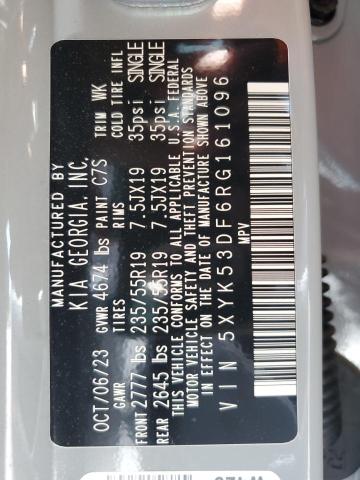 MANUFACTURED BY
KIA GEORGIA, INC.
OCT/06/23 GVWR 4674 lbs PAINT C7S TRIM WK
GAWR TIRES RIMS COLD TIRE INFL
FRONT 2777 lbs 235/55R19 7.5JX19 35psi SINGLE
REAR 2645 lbs 235/55R19 7.5JX19 35psi SINGLE
THIS VEHICLE CONFORMS TO ALL APPLICABLE U.S.A. FEDERAL
MOTOR VEHICLE SAFETY AND THEFT PREVENTION STANDARDS
IN EFFECT ON THE DATE OF MANUFACTURE SHOWN ABOVE
VIN 5XYK53DF6RG161096
MPV